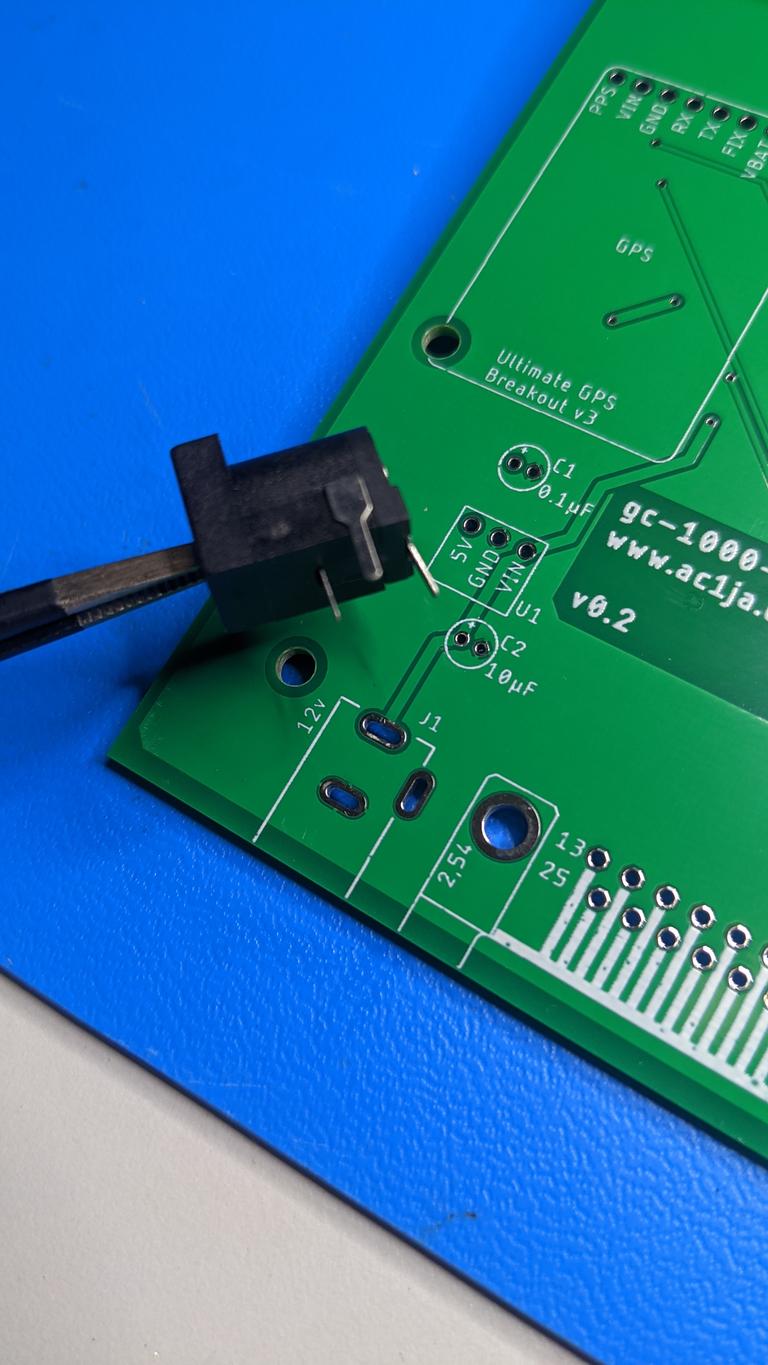 PPS
VIN
GND
RX
TX
FIX
VBAT
GPS
Ultimate GPS
Breakout v3
C1
0.1µF
gc-1000-
www.ac1ja.
v0.2
5V
GND
VIN
U1
C2
10µF
12v
J1
2.54
13
25